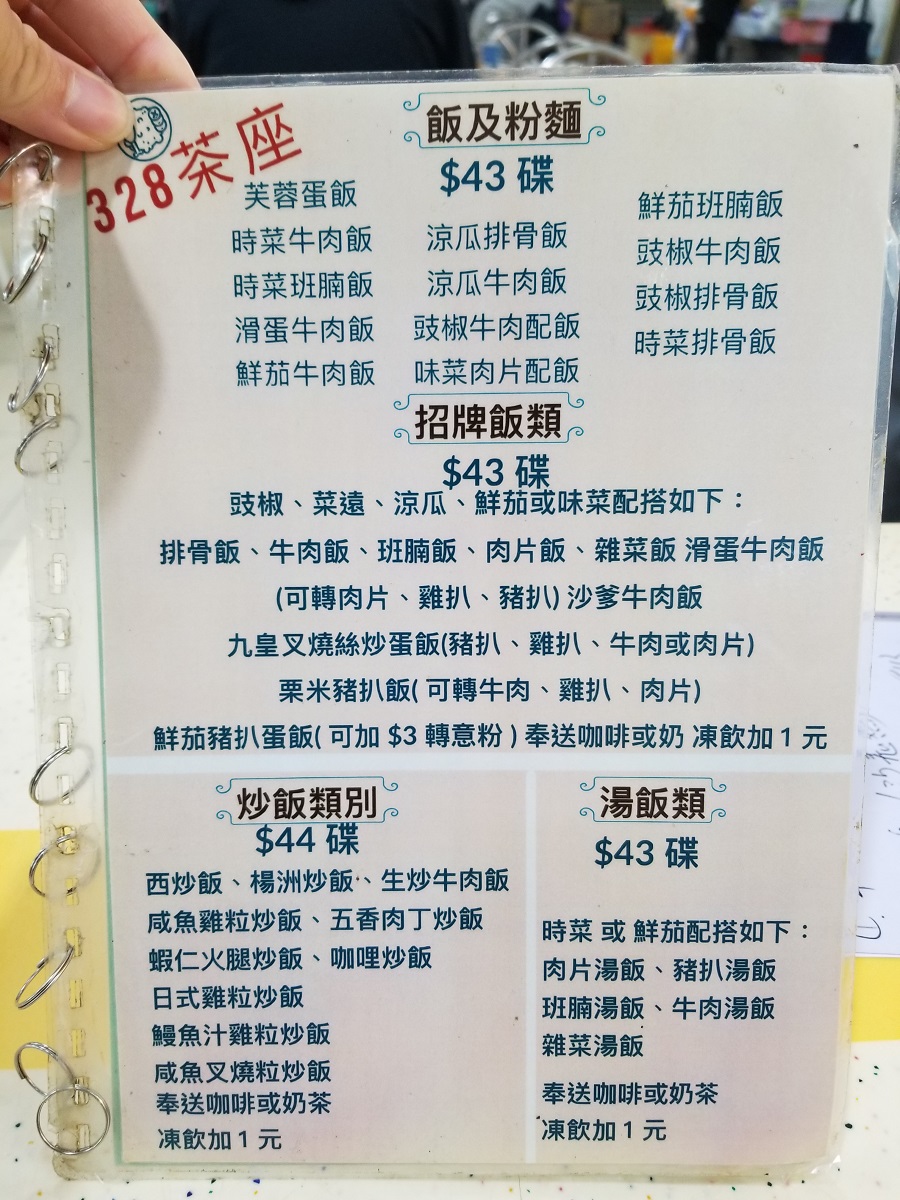 328茶座
飯及粉麵
$43 碟
芙蓉蛋飯
時菜牛肉飯
時菜班腩飯
滑蛋牛肉飯
鮮茄牛肉飯
涼瓜排骨飯
涼瓜牛肉飯
豉椒牛肉配飯
味菜肉片配飯
鮮茄班腩飯
豉椒牛肉飯
豉椒排骨飯
時菜排骨飯
招牌飯類
$43 碟
豉椒、菜遠、涼瓜、鮮茄或味菜配搭如下：
排骨飯、牛肉飯、班腩飯、肉片飯、雜菜飯 滑蛋牛肉飯
(可轉肉片、雞扒、豬扒) 沙爹牛肉飯
九皇叉燒絲炒蛋飯(豬扒、雞扒、牛肉或肉片)
栗米豬扒飯( 可轉牛肉、雞扒、肉片)
鮮茄豬扒蛋飯( 可加 $3 轉意粉 ) 奉送咖啡或奶 凍飲加 1 元
炒飯類別
$44 碟
西炒飯、楊洲炒飯、生炒牛肉飯
咸魚雞粒炒飯、五香肉丁炒飯
蝦仁火腿炒飯、咖哩炒飯
日式雞粒炒飯
鰻魚汁雞粒炒飯
咸魚叉燒粒炒飯
奉送咖啡或奶茶
凍飲加 1 元
湯飯類
$43 碟
時菜 或 鮮茄配搭如下：
肉片湯飯、豬扒湯飯
班腩湯飯、牛肉湯飯
雜菜湯飯
奉送咖啡或奶茶
凍飲加 1 元